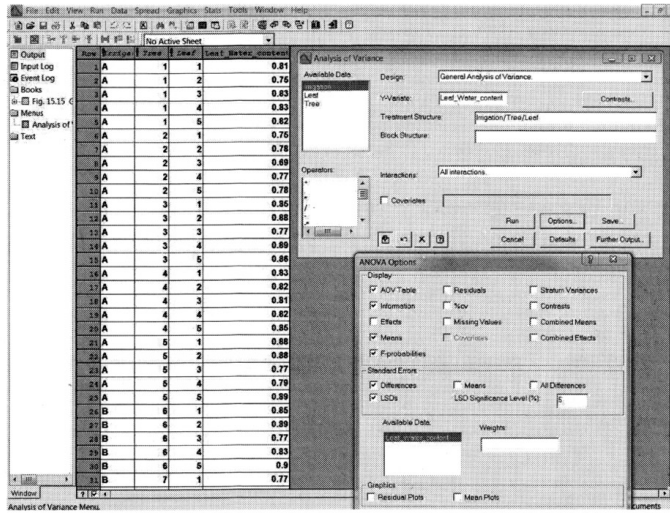 File Edit View Run Data Spread Graphics Stats Tools Window Help
No Active Sheet
Output
Input Log
Event Log
Books
Fig. 15.15
Menus
Analysis of
Text
Row Tree Leaf Leaf_Water_content
1 A 1 1 0.81
2 A 1 2 0.75
3 A 1 3 0.83
4 A 1 4 0.83
5 A 1 5 0.82
6 A 2 1 0.75
7 A 2 2 0.78
8 A 2 3 0.69
9 A 2 4 0.77
10 A 2 5 0.78
11 A 3 1 0.85
12 A 3 2 0.88
13 A 3 3 0.77
14 A 3 4 0.89
15 A 3 5 0.86
16 A 4 1 0.83
17 A 4 2 0.82
18 A 4 3 0.81
19 A 4 4 0.82
20 A 4 5 0.85
21 A 5 1 0.88
22 A 5 2 0.88
23 A 5 3 0.77
24 A 5 4 0.79
25 A 5 5 0.89
26 B 6 1 0.85
27 B 6 2 0.89
28 B 6 3 0.77
29 B 6 4 0.83
30 B 6 5 0.9
31 B 7 1 0.77
Window
Analysis of Variance Menu.
Analysis of Variance
Available Data:
Irrigation
Leaf
Tree
Design: General Analysis of Variance.
Y-Variate: Leaf_Water_content
Contrasts...
Treatment Structure: Irrigation/Tree/Leaf
Block Structure:
Operators:
Interactions: All interactions.
Covariates
Run Options... Save...
Cancel Defaults Further Output...
ANOVA Options
Display
AOV Table Residuals Stratum Variances
Information %cv Contrasts
Effects Missing Values Combined Means
Means Covariates Combined Effects
F-probabilities
Standard Errors
Differences Means All Differences
LSDs LSD Significance Level (%): 5
Available Data: Weights:
Leaf_Water_content
Graphics
Residual Plots Mean Plots